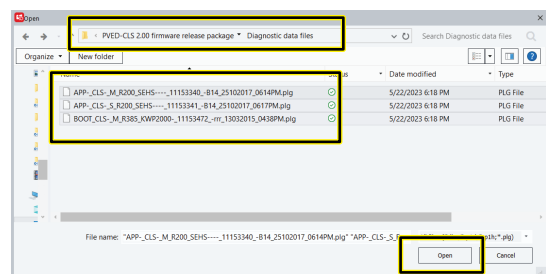 Open
« PVED-CLS 2.00 firmware release package Diagnostic data files
Search Diagnostic data files
Organize New folder
Name Status Date modified Type
APP-_CLS-_M_R200_SEHS----_11153340_-B14_25102017_0614PM.plg 5/22/2023 6:18 PM PLG File
APP-_CLS-_S_R200_SEHS----_11153341_-B14_25102017_0617PM.plg 5/22/2023 6:18 PM PLG File
BOOT_CLS-_M_R385_KWP2000-_11153472_-rrr_13032015_0438PM.plg 5/22/2023 6:18 PM PLG File
File name: "APP-_CLS-_M_R200_SEHS----_11153340_-B14_25102017_0614PM.plg" "APP-_CLS-_S_R *.plg)
Open Cancel